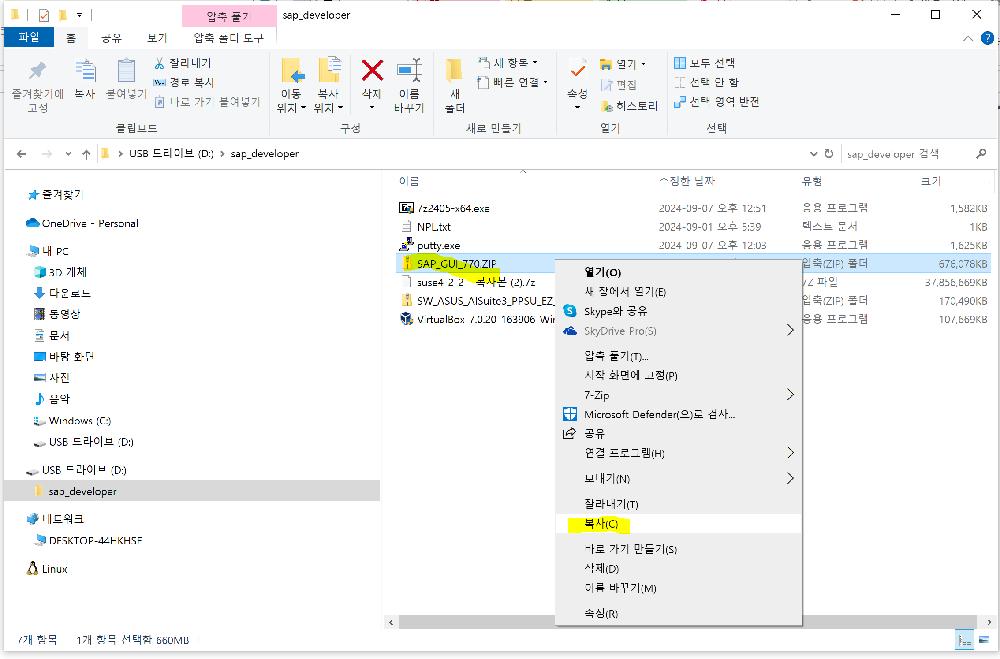 압축 풀기
sap_developer
파일
홈
공유
보기
압축 폴더 도구
즐겨찾기에
고정
복사
붙여넣기
잘라내기
경로 복사
바로 가기 붙여넣기
클립보드
이동
위치
복사
위치
삭제
이름
바꾸기
구성
새
폴더
새 항목
빠른 연결
새로 만들기
속성
열기
편집
히스토리
열기
모두 선택
선택 안 함
선택 영역 반전
선택
USB 드라이브 (D:) > sap_developer
sap_developer 검색
즐겨찾기
OneDrive - Personal
내 PC
3D 개체
다운로드
동영상
문서
바탕 화면
사진
음악
Windows (C:)
USB 드라이브 (D:)
USB 드라이브 (D:)
sap_developer
네트워크
DESKTOP-44HKHSE
Linux
이름 수정한 날짜 유형 크기
7z2405-x64.exe 2024-09-07 오후 12:51 응용 프로그램 1,582KB
NPL.txt 2024-09-01 오후 5:39 텍스트 문서 1KB
putty.exe 2024-09-07 오후 12:03 응용 프로그램 1,625KB
SAP_GUI_770.ZIP 압축(ZIP) 폴더 676,078KB
suse4-2-2 - 복사본 (2).7z 7Z 파일 37,856,669KB
SW_ASUS_AISuite3_PPSU_EZ_ 압축(ZIP) 폴더 170,490KB
VirtualBox-7.0.20-163906-Win 응용 프로그램 107,669KB
열기(O)
새 창에서 열기(E)
Skype와 공유
SkyDrive Pro(S)
압축 풀기(T)...
시작 화면에 고정(P)
7-Zip
Microsoft Defender(으)로 검사...
공유
연결 프로그램(H)
보내기(N)
잘라내기(T)
복사(C)
바로 가기 만들기(S)
삭제(D)
이름 바꾸기(M)
속성(R)
7개 항목
1개 항목 선택함 660MB